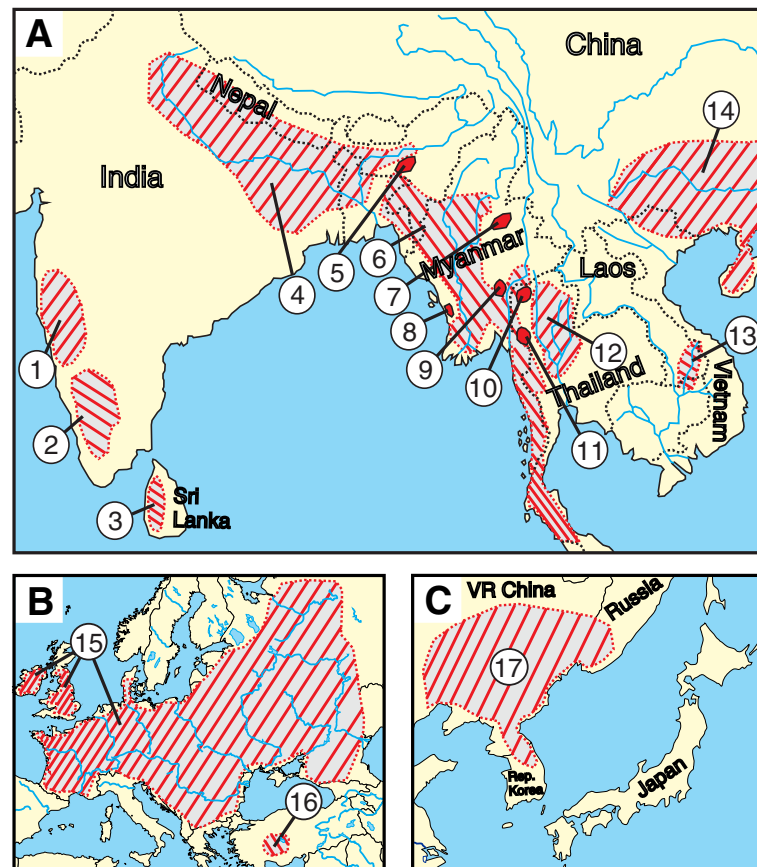 A
China
Nepal
14
India
Myanmar
Laos
5
6
4
7
8
1
9
12
13
10
Thailand
Vietnam
2
11
3
Sri
Lanka
B
C
VR China
Russia
15
17
Rep.
Korea
Japan
16